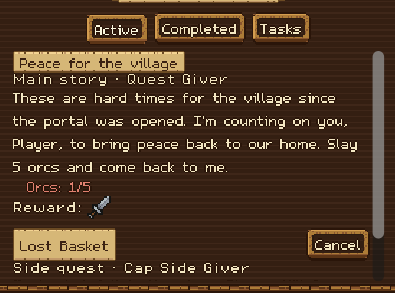 Active Completed Tasks
Peace for the village
Main story · Quest Giver
These are hard times for the village since
the portal was opened. I'm counting on you,
Player, to bring peace back to our home. Slay
5 orcs and come back to me.
Orcs: 1/5
Reward:
Lost Basket Cancel
Side quest · Cap Side Giver